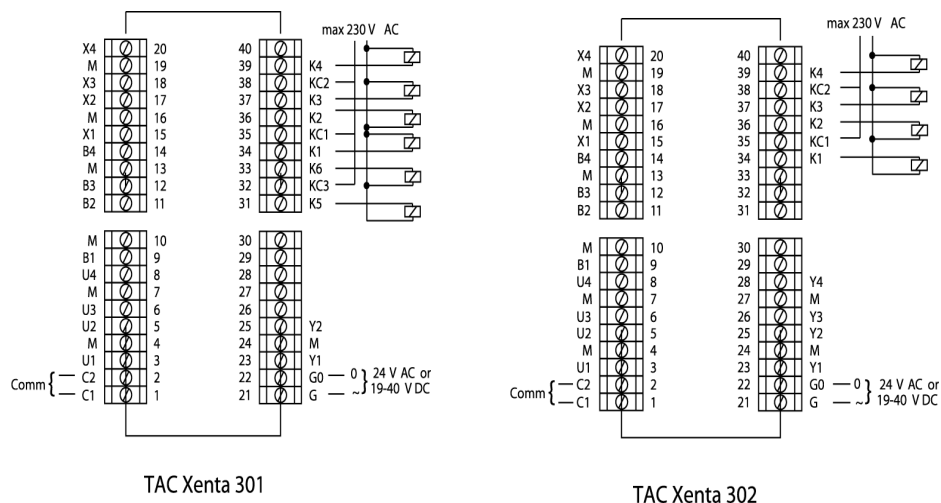 max 230 V AC
X4 20 40
M 19 39 K4
X3 18 38 KC2
X2 17 37 K3
M 16 36 K2
X1 15 35 KC1
B4 14 34 K1
M 13 33 K6
B3 12 32 KC3
B2 11 31 K5
M 10 30
B1 9 29
U4 8 28
M 7 27
U3 6 26
U2 5 25 Y2
M 4 24 M
U1 3 23 Y1
Comm { C2 2 22 G0 0 } 24 V AC or
C1 1 21 G ~ 19-40 V DC
TAC Xenta 301
max 230 V AC
X4 20 40
M 19 39 K4
X3 18 38 KC2
X2 17 37 K3
M 16 36 K2
X1 15 35 KC1
B4 14 34 K1
M 13 33
B3 12 32
B2 11 31
M 10 30
B1 9 29
U4 8 28 Y4
M 7 27 M
U3 6 26 Y3
U2 5 25 Y2
M 4 24 M
U1 3 23 Y1
Comm { C2 2 22 G0 0 } 24 V AC or
C1 1 21 G ~ 19-40 V DC
TAC Xenta 302